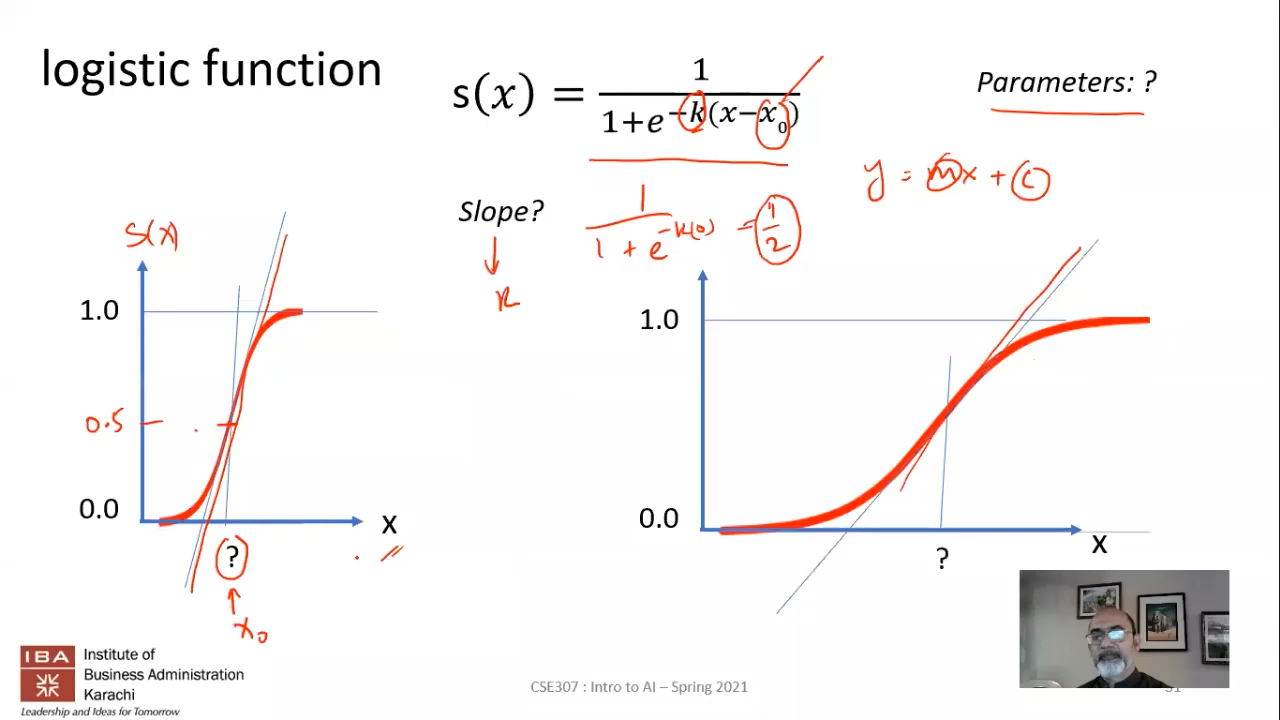 logistic function
s(x) = 1 / 1+e^−k(x−x₀)
Parameters: ?
y = mx + c
Slope?
k
1 / 1 + e^−k(0) = 1/2
S(x)
1.0
0.5
0.0
X
?
x₀
1.0
0.0
X
?
IBA
Institute of
Business Administration
Karachi
Leadership and Ideas for Tomorrow
CSE307 : Intro to AI – Spring 2021